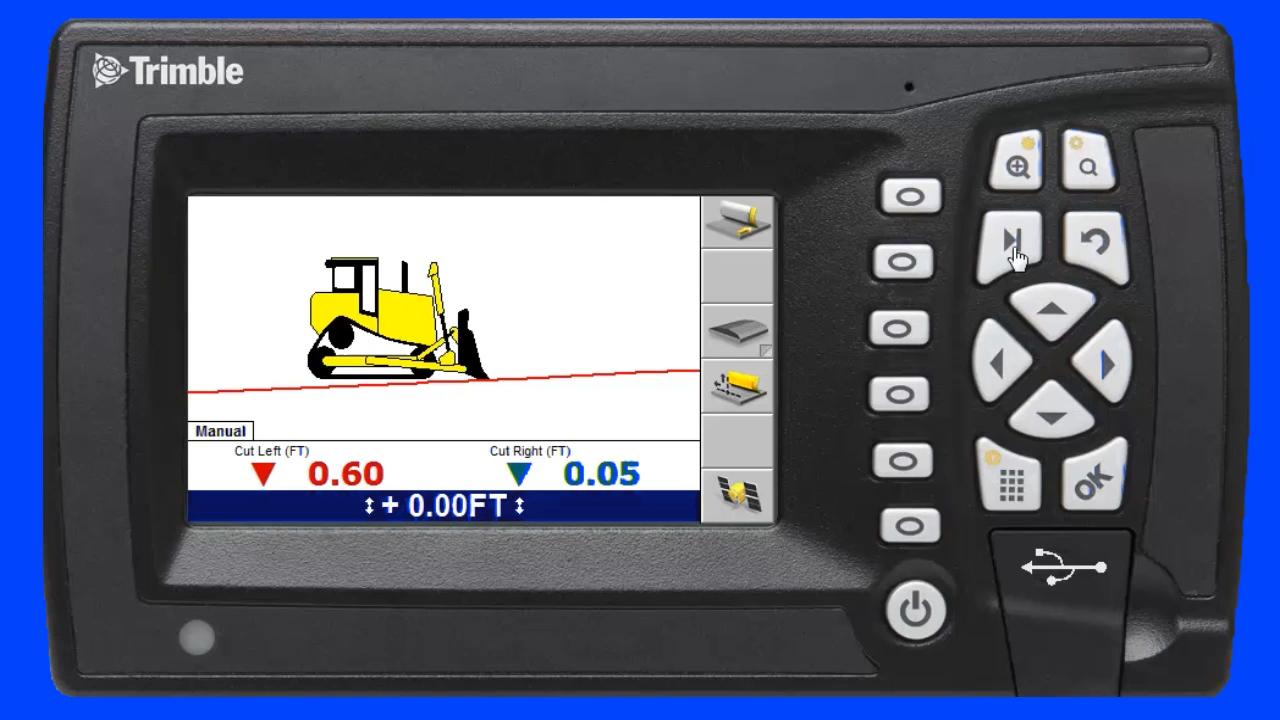 Trimble
Manual
Cut Left (FT)
Cut Right (FT)
0.60
0.05
+ 0.00FT
OK